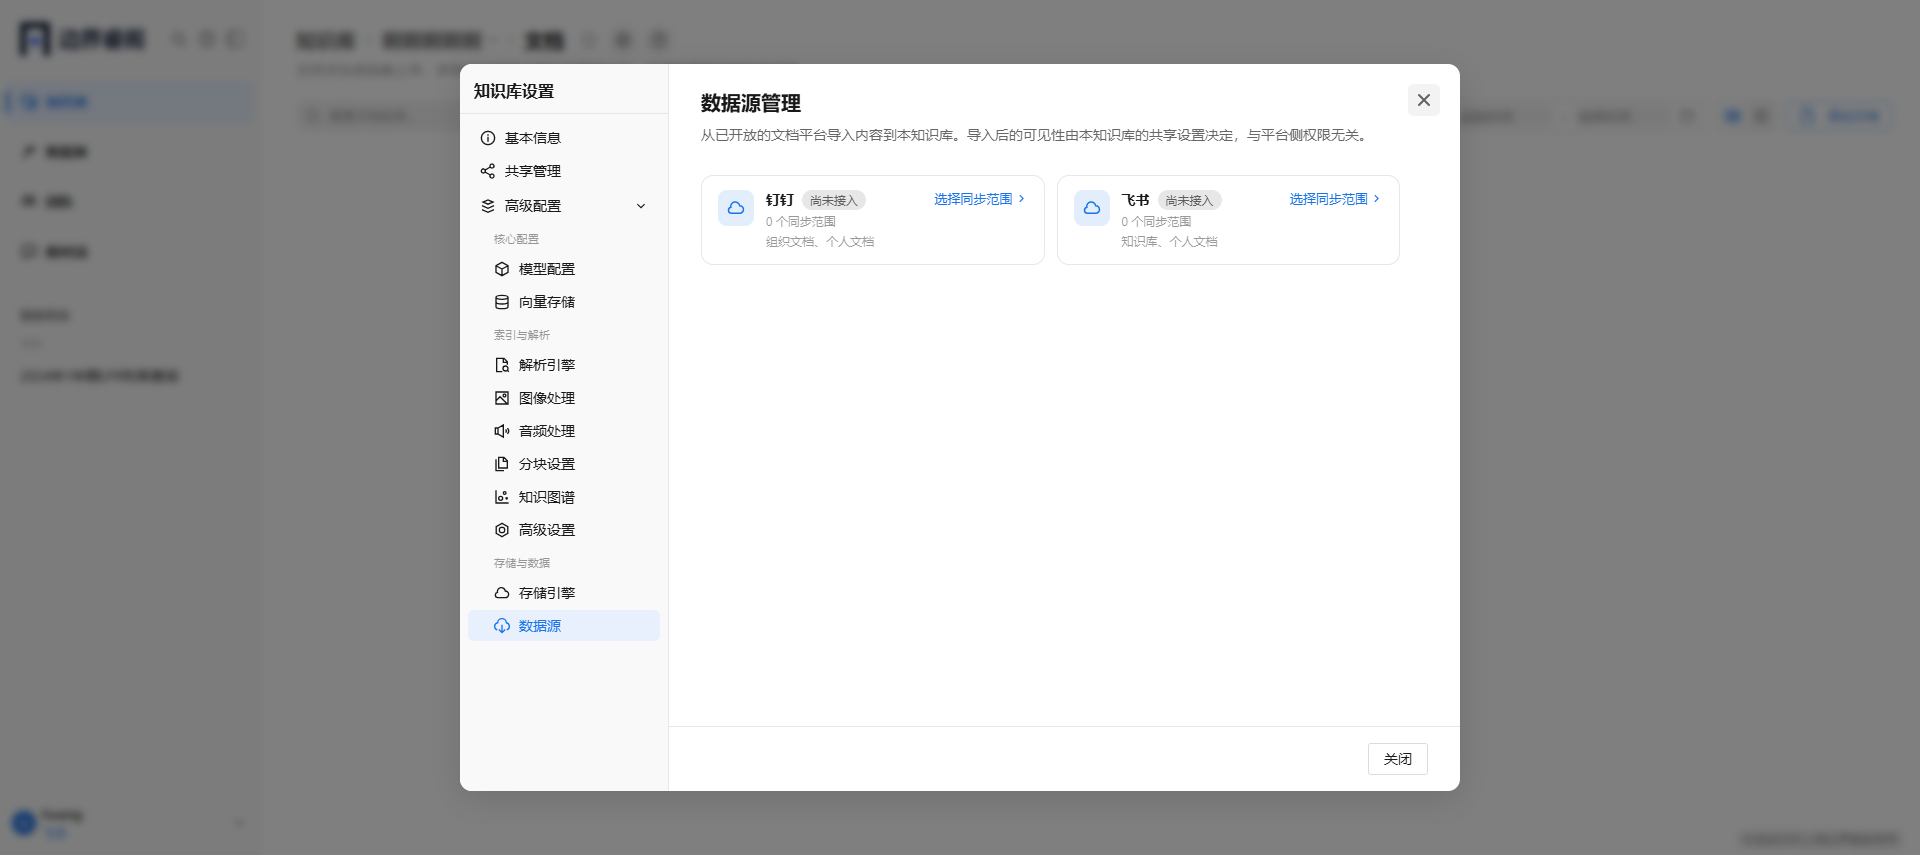 知识库设置
基本信息
共享管理
高级配置
核心配置
模型配置
向量存储
索引与解析
解析引擎
图像处理
音频处理
分块设置
知识图谱
高级设置
存储与数据
存储引擎
数据源
数据源管理
从已开放的文档平台导入内容到本知识库。导入后的可见性由本知识库的共享设置决定，与平台侧权限无关。
钉钉 尚未接入 选择同步范围
0 个同步范围
组织文档、个人文档
飞书 尚未接入 选择同步范围
0 个同步范围
知识库、个人文档
关闭